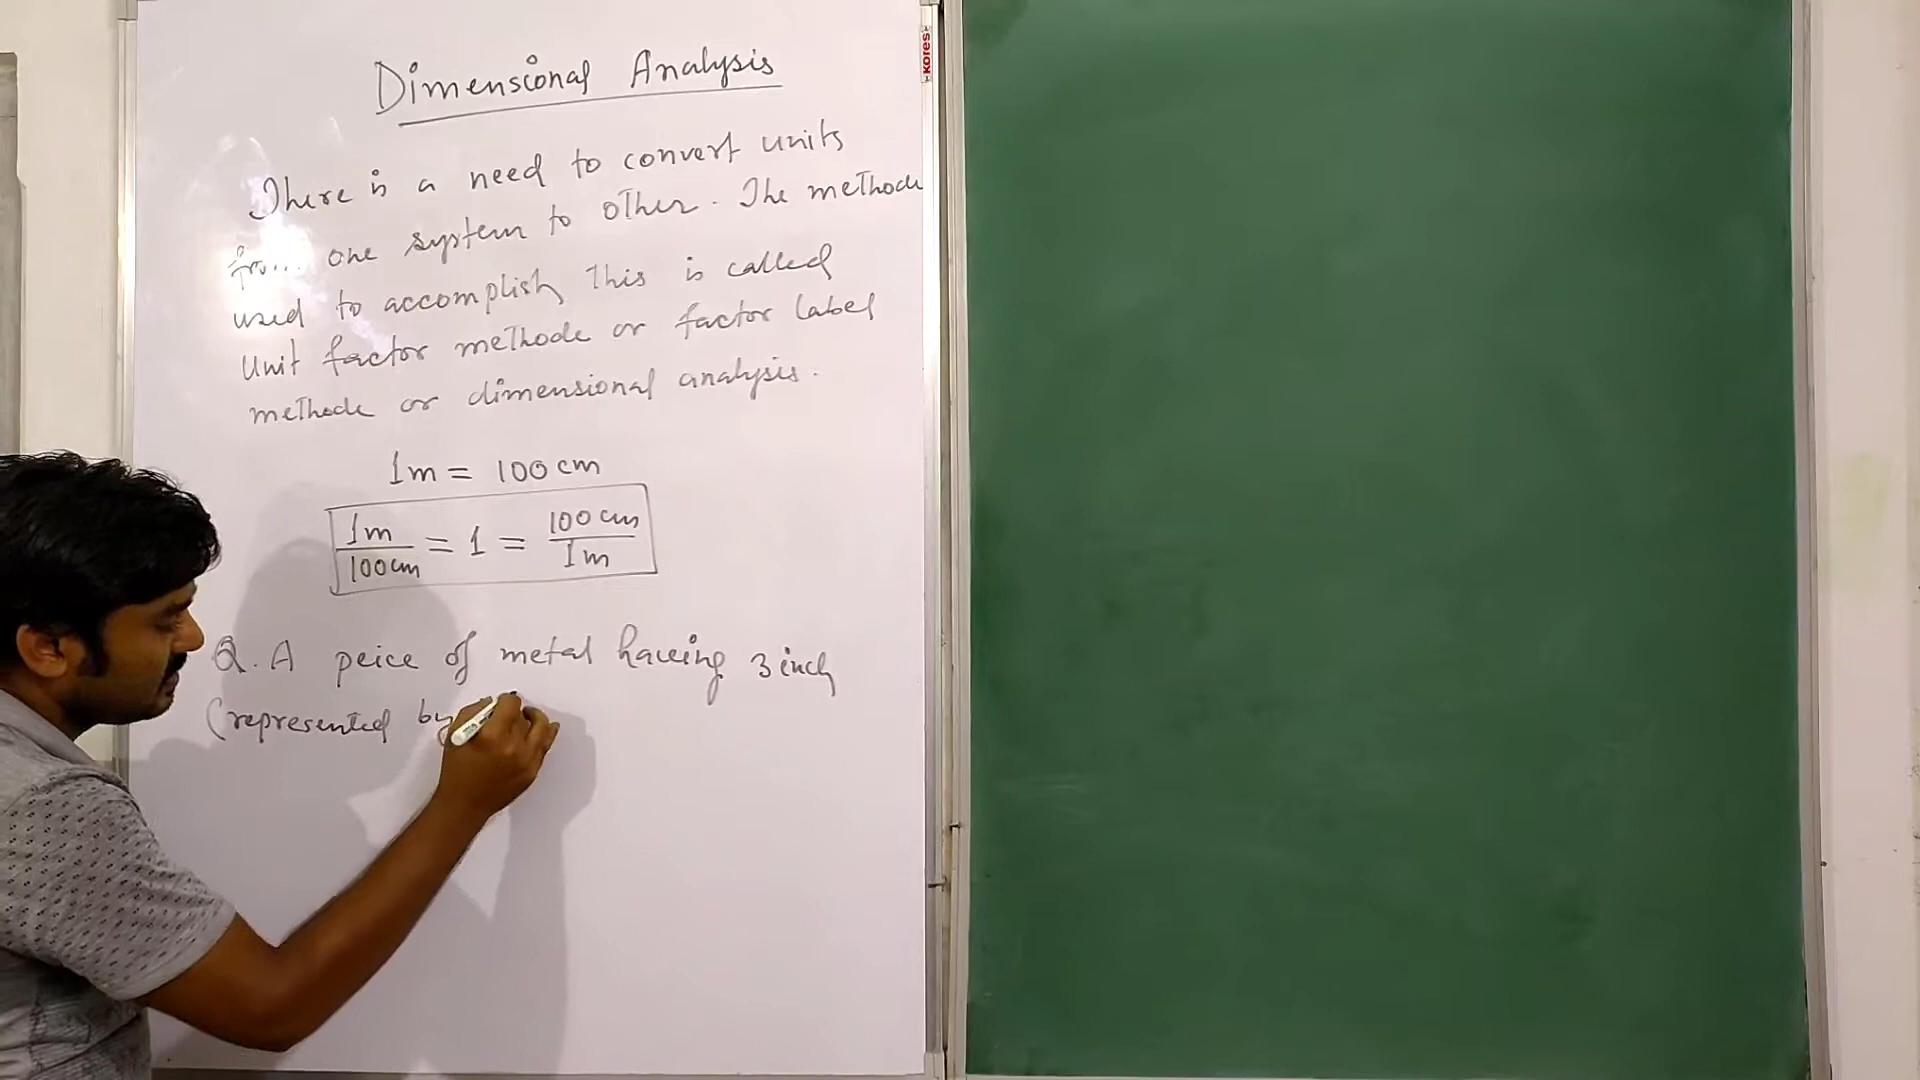 Dimensional Analysis
KORES
There is a need to convert units
from one system to other. The methode
used to accomplish this is called
Unit factor methode or factor label
methode or dimensional analysis.
1m = 100 cm
1m/100cm = 1 = 100 cm/1m
Q. A peice of metal haveing 3 inch
(represented by